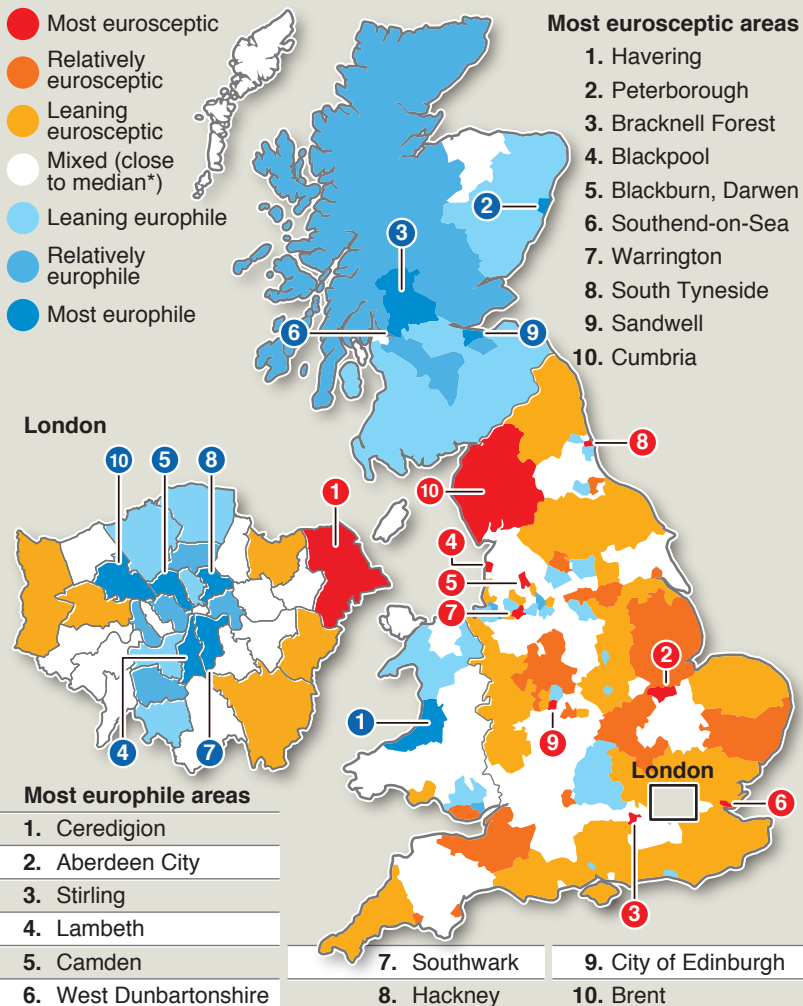 Most eurosceptic
Relatively
eurosceptic
Leaning
eurosceptic
Mixed (close
to median*)
Leaning europhile
Relatively
europhile
Most europhile
Most eurosceptic areas
1. Havering
2. Peterborough
3. Bracknell Forest
4. Blackpool
5. Blackburn, Darwen
6. Southend-on-Sea
7. Warrington
8. South Tyneside
9. Sandwell
10. Cumbria
2
3
6
9
London
10
5
8
1
4
7
8
10
4
5
7
2
1
9
London
6
3
Most europhile areas
1. Ceredigion
2. Aberdeen City
3. Stirling
4. Lambeth
5. Camden
6. West Dunbartonshire
7. Southwark
8. Hackney
9. City of Edinburgh
10. Brent